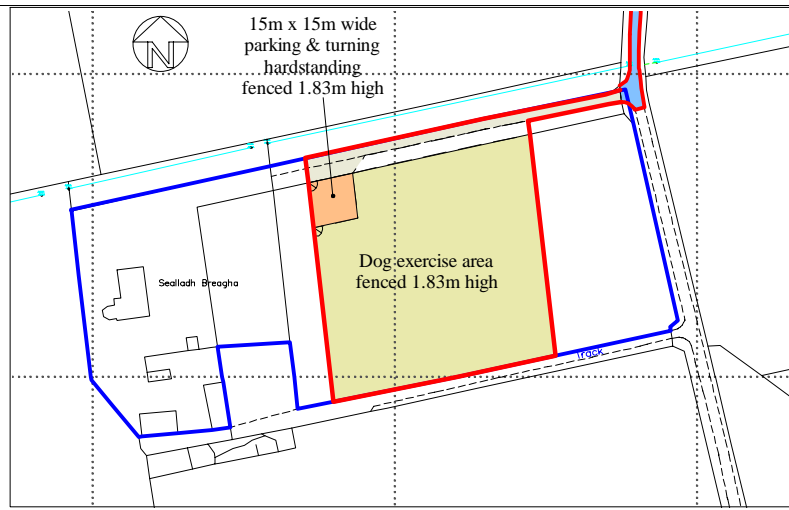 15m x 15m wide
parking & turning
hardstanding
fenced 1.83m high
N
Dog exercise area
fenced 1.83m high
Sealladh Breagha
Track